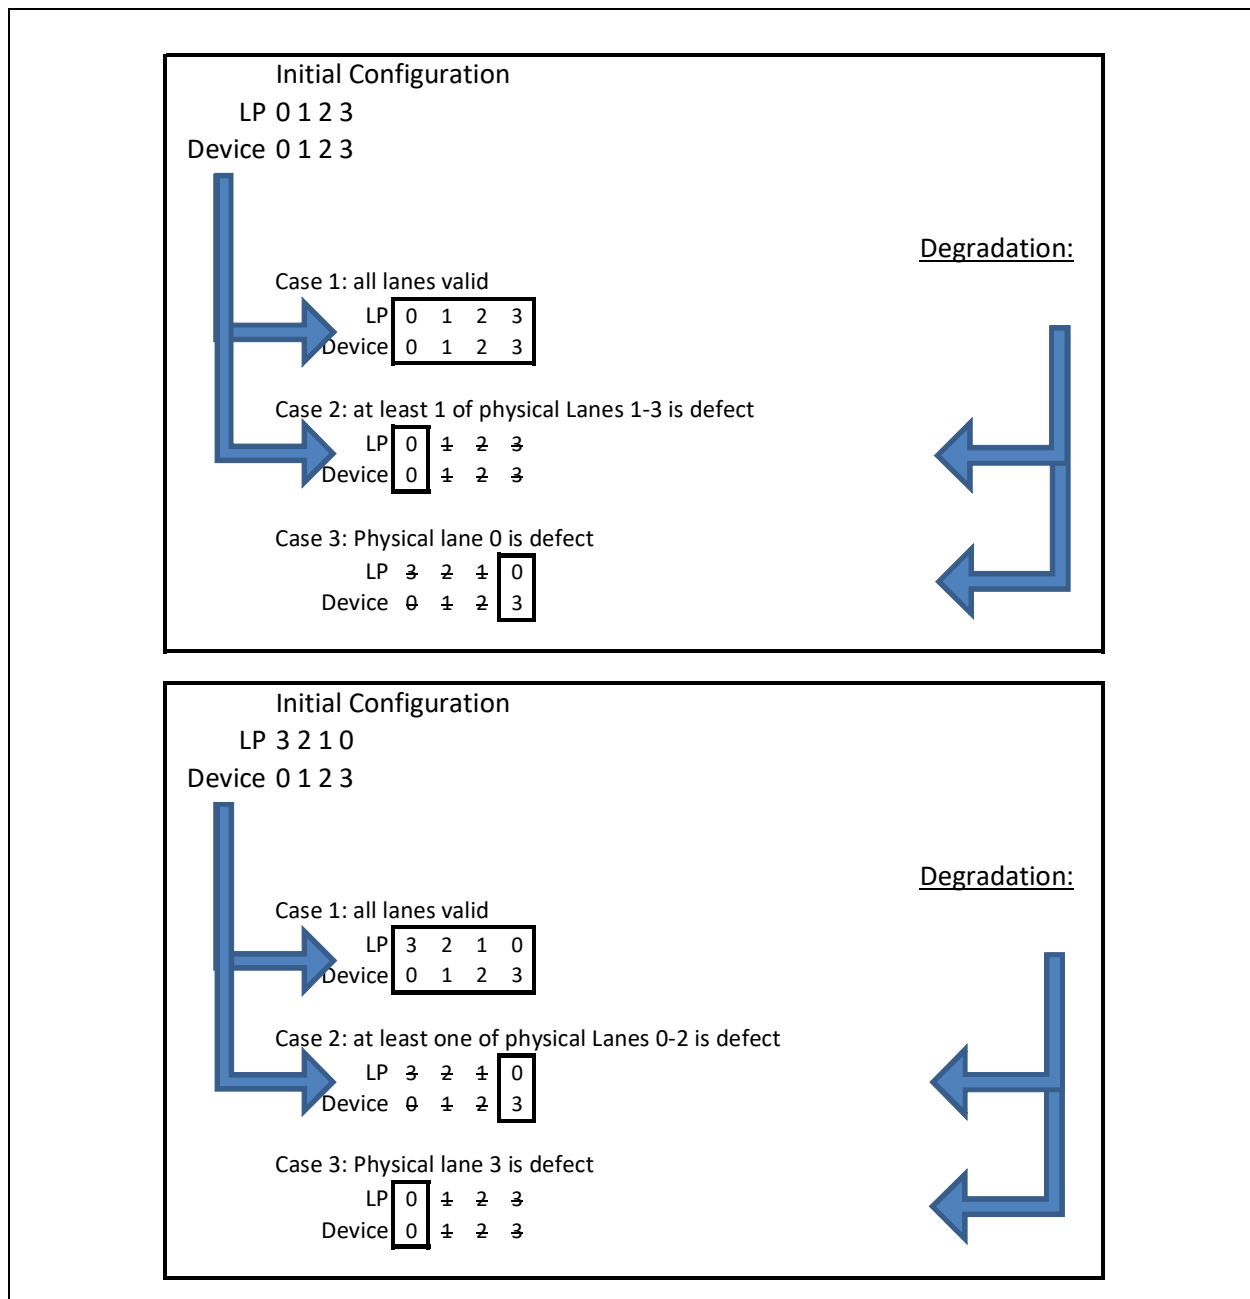 Initial Configuration
LP 0 1 2 3
Device 0 1 2 3
Degradation:
Case 1: all lanes valid
LP 0 1 2 3
Device 0 1 2 3
Case 2: at least 1 of physical Lanes 1-3 is defect
LP 0 1 2 3
Device 0 1 2 3
Case 3: Physical lane 0 is defect
LP 3 2 1 0
Device 0 1 2 3
Initial Configuration
LP 3 2 1 0
Device 0 1 2 3
Degradation:
Case 1: all lanes valid
LP 3 2 1 0
Device 0 1 2 3
Case 2: at least one of physical Lanes 0-2 is defect
LP 3 2 1 0
Device 0 1 2 3
Case 3: Physical lane 3 is defect
LP 0 1 2 3
Device 0 1 2 3